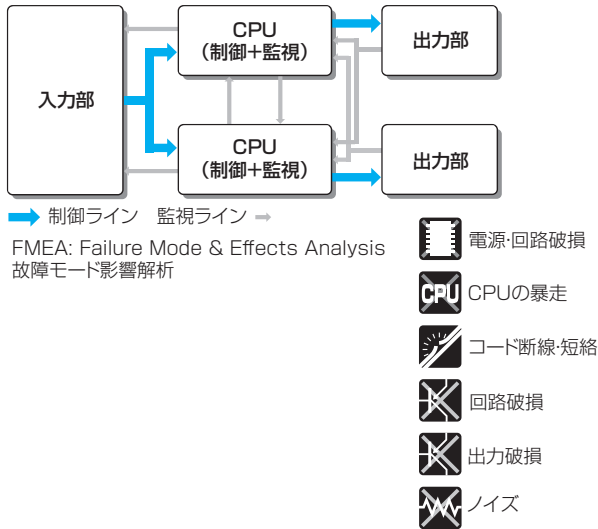 入力部
CPU
(制御+監視)
出力部
CPU
(制御+監視)
出力部
制御ライン 監視ライン
FMEA: Failure Mode & Effects Analysis
故障モード影響解析
電源・回路破損
CPU
CPUの暴走
コード断線・短絡
回路破損
出力破損
ノイズ